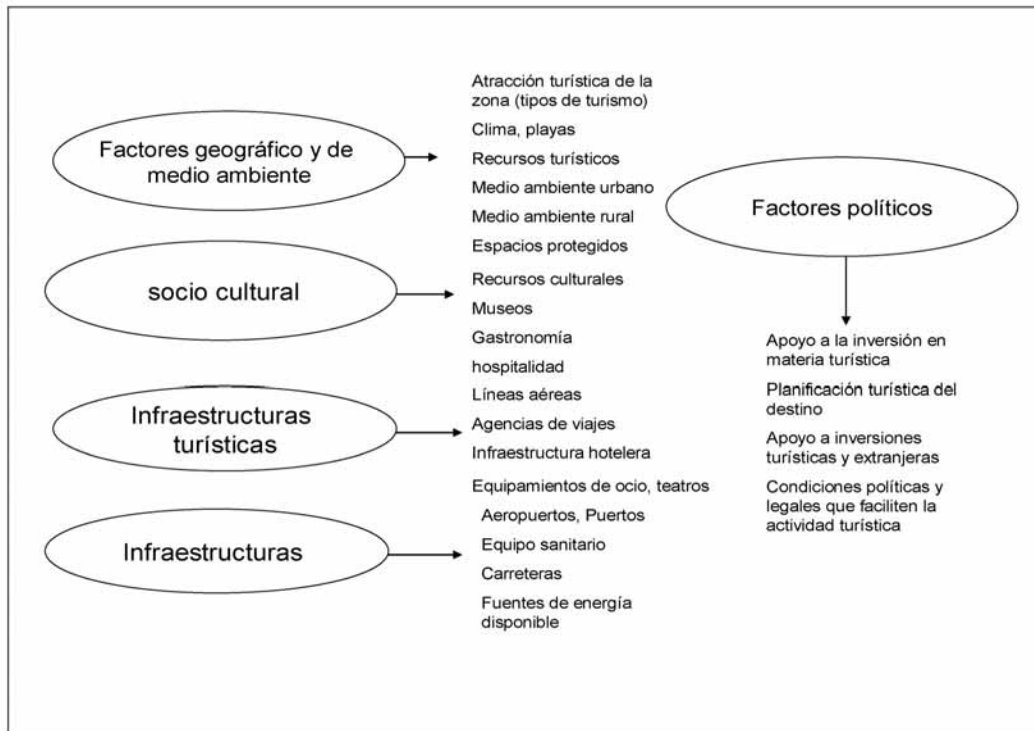 Factores geográfico y de
medio ambiente
Atracción turística de la
zona (tipos de turismo)
Clima, playas
Recursos turísticos
Medio ambiente urbano
Medio ambiente rural
Espacios protegidos
socio cultural
Recursos culturales
Museos
Gastronomía
hospitalidad
Infraestructuras
turísticas
Líneas aéreas
Agencias de viajes
Infraestructura hotelera
Equipamientos de ocio, teatros
Infraestructuras
Aeropuertos, Puertos
Equipo sanitario
Carreteras
Fuentes de energía
disponible
Factores políticos
Apoyo a la inversión en
materia turística
Planificación turística del
destino
Apoyo a inversiones
turísticas y extranjeras
Condiciones políticas y
legales que faciliten la
actividad turística